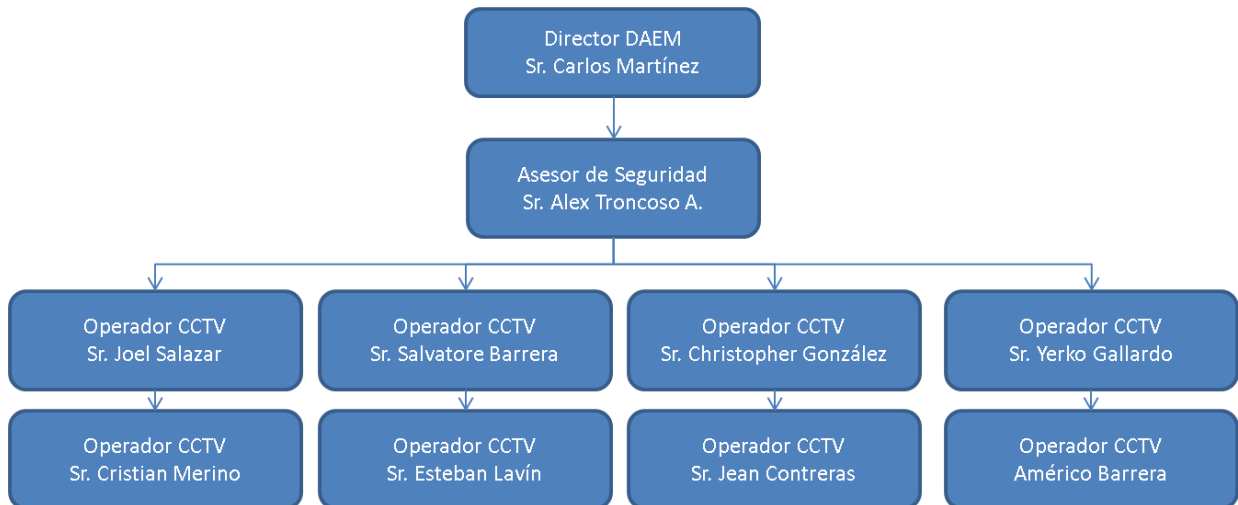 Director DAEM
Sr. Carlos Martínez
Asesor de Seguridad
Sr. Alex Troncoso A.
Operador CCTV
Sr. Joel Salazar
Operador CCTV
Sr. Salvatore Barrera
Operador CCTV
Sr. Christopher González
Operador CCTV
Sr. Yerko Gallardo
Operador CCTV
Sr. Cristian Merino
Operador CCTV
Sr. Esteban Lavín
Operador CCTV
Sr. Jean Contreras
Operador CCTV
Américo Barrera